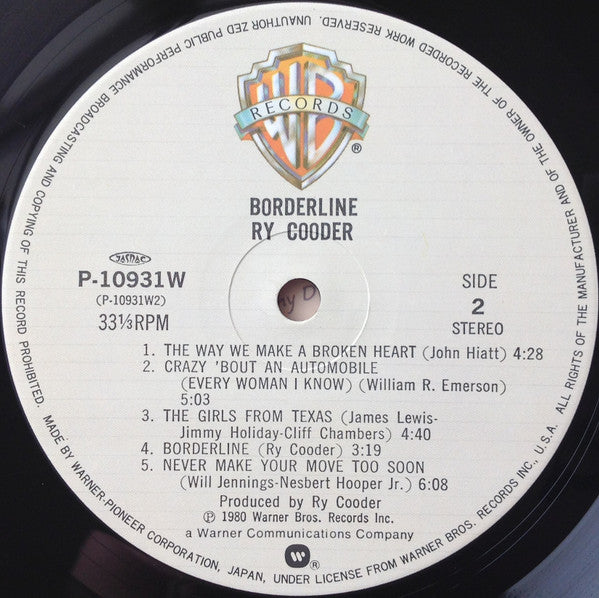 WB
RECORDS
®
BORDERLINE
RY COODER
JASRAC
P-10931W
(P-10931W2)
33⅓RPM
SIDE
2
STEREO
1. THE WAY WE MAKE A BROKEN HEART (John Hiatt) 4:28
2. CRAZY 'BOUT AN AUTOMOBILE
(EVERY WOMAN I KNOW) (William R. Emerson)
5:03
3. THE GIRLS FROM TEXAS (James Lewis-
Jimmy Holiday-Cliff Chambers) 4:40
4. BORDERLINE (Ry Cooder) 3:19
5. NEVER MAKE YOUR MOVE TOO SOON
(Will Jennings-Nesbert Hooper Jr.) 6:08
Produced by Ry Cooder
Ⓟ 1980 Warner Bros. Records Inc.
a Warner Communications Company
W ®
MADE BY WARNER-PIONEER CORPORATION, JAPAN, UNDER LICENSE FROM WARNER BROS. RECORDS INC., U.S.A. ALL RIGHTS OF THE MANUFACTURER AND OF THE OWNER OF THE RECORDED WORK RESERVED. UNAUTHORIZED PUBLIC PERFORMANCE BROADCASTING AND COPYING OF THIS RECORD PROHIBITED.